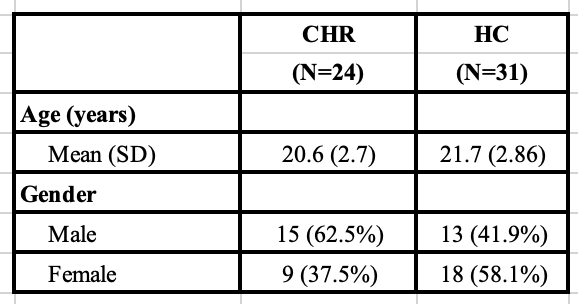 CHR HC
(N=24) (N=31)
Age (years)
Mean (SD) 20.6 (2.7) 21.7 (2.86)
Gender
Male 15 (62.5%) 13 (41.9%)
Female 9 (37.5%) 18 (58.1%)